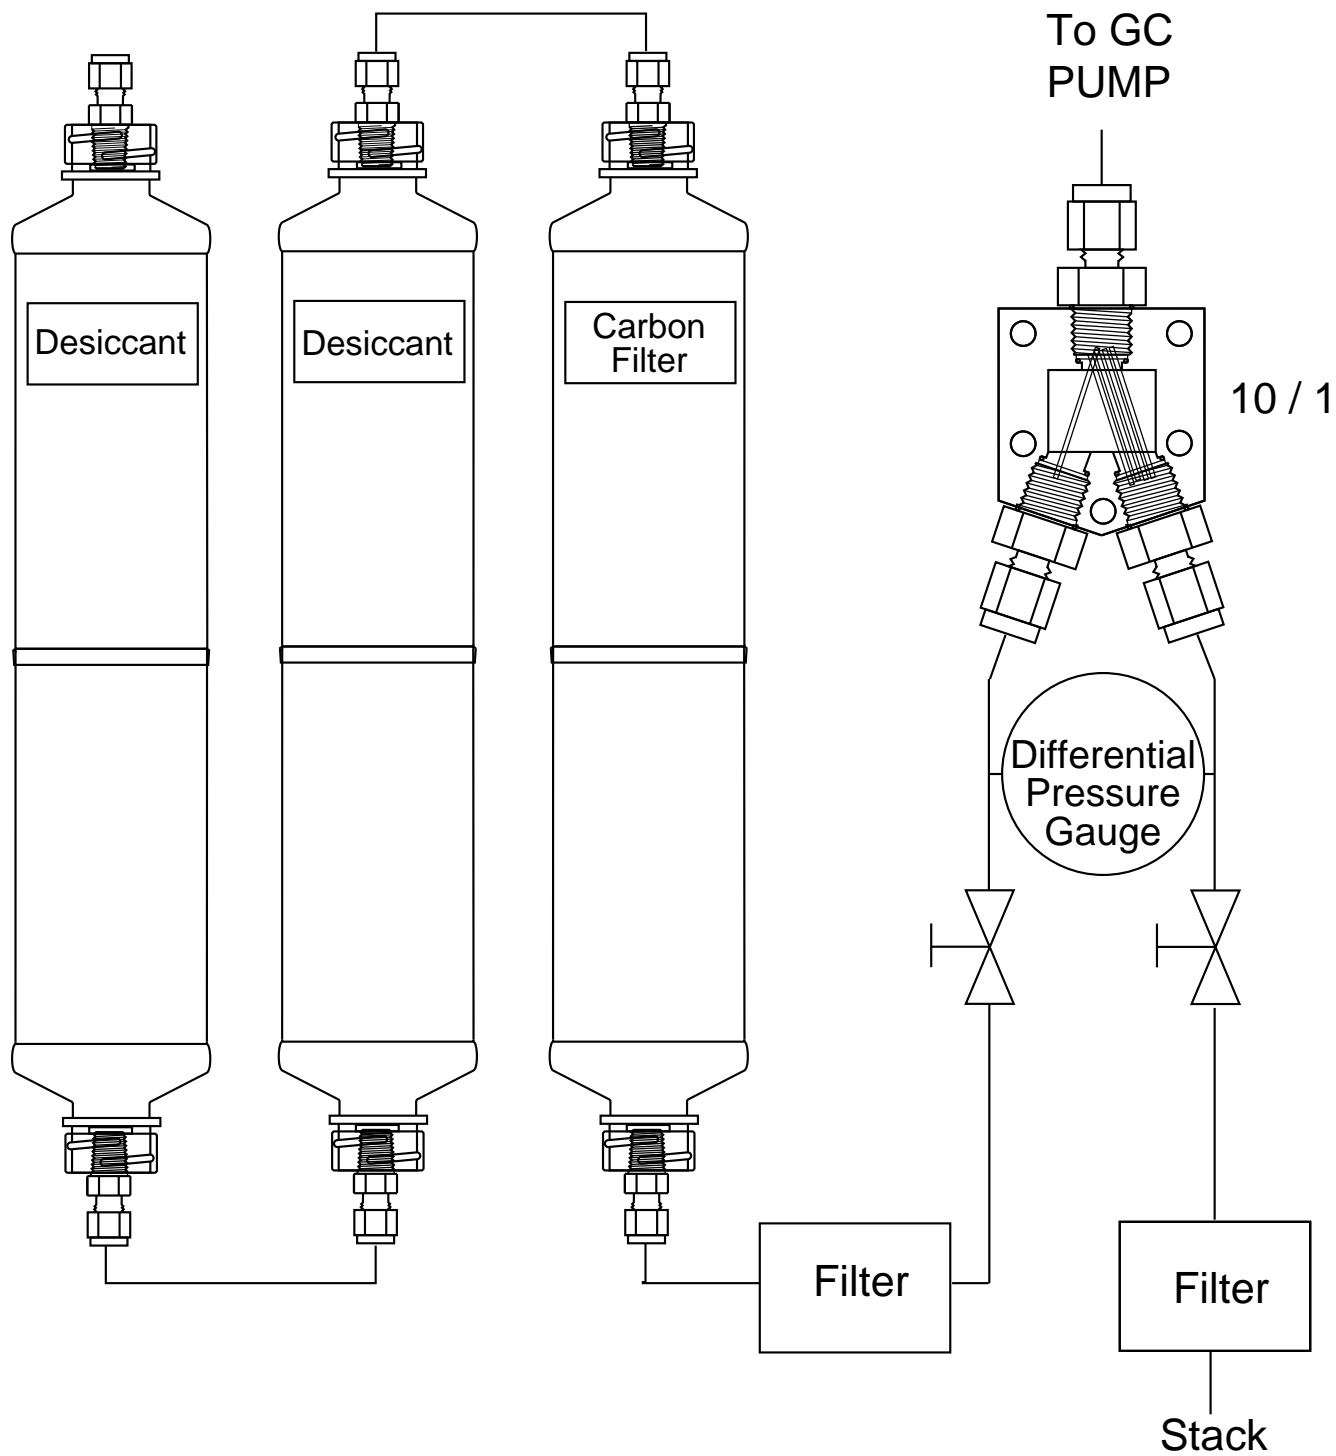 To GC
PUMP
Desiccant
Desiccant
Carbon
Filter
10 / 1
Differential
Pressure
Gauge
Filter
Filter
Stack